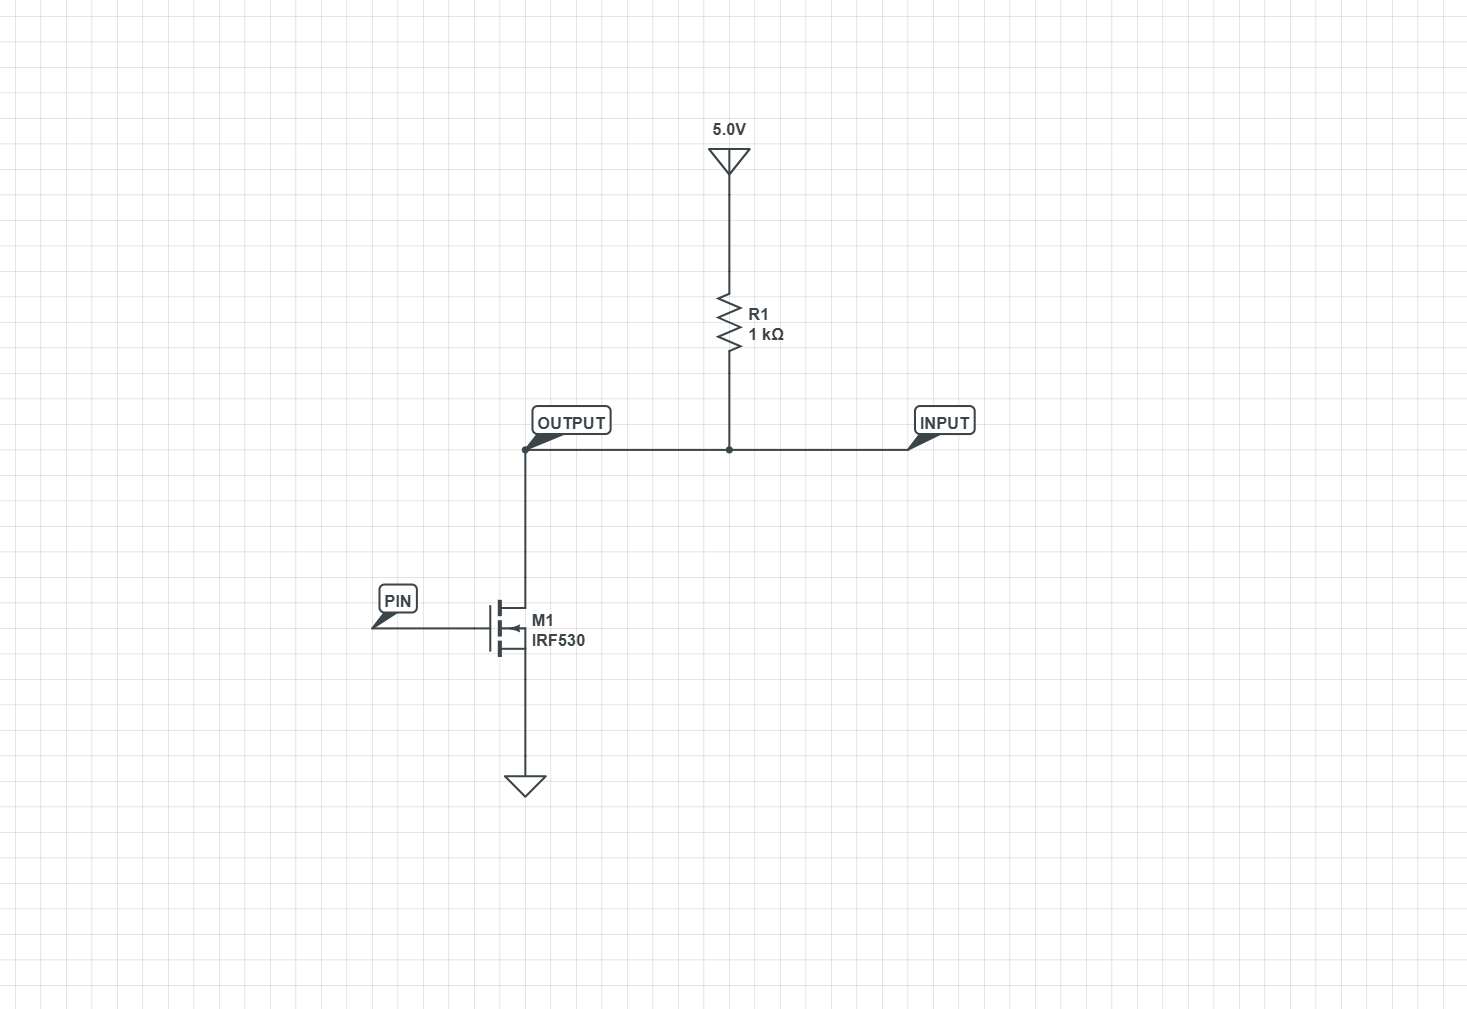 5.0V
R1
1 kΩ
OUTPUT
INPUT
PIN
M1
IRF530